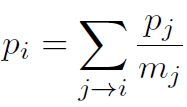 p_i = \sum_{j \to i} \frac{p_j}{m_j}